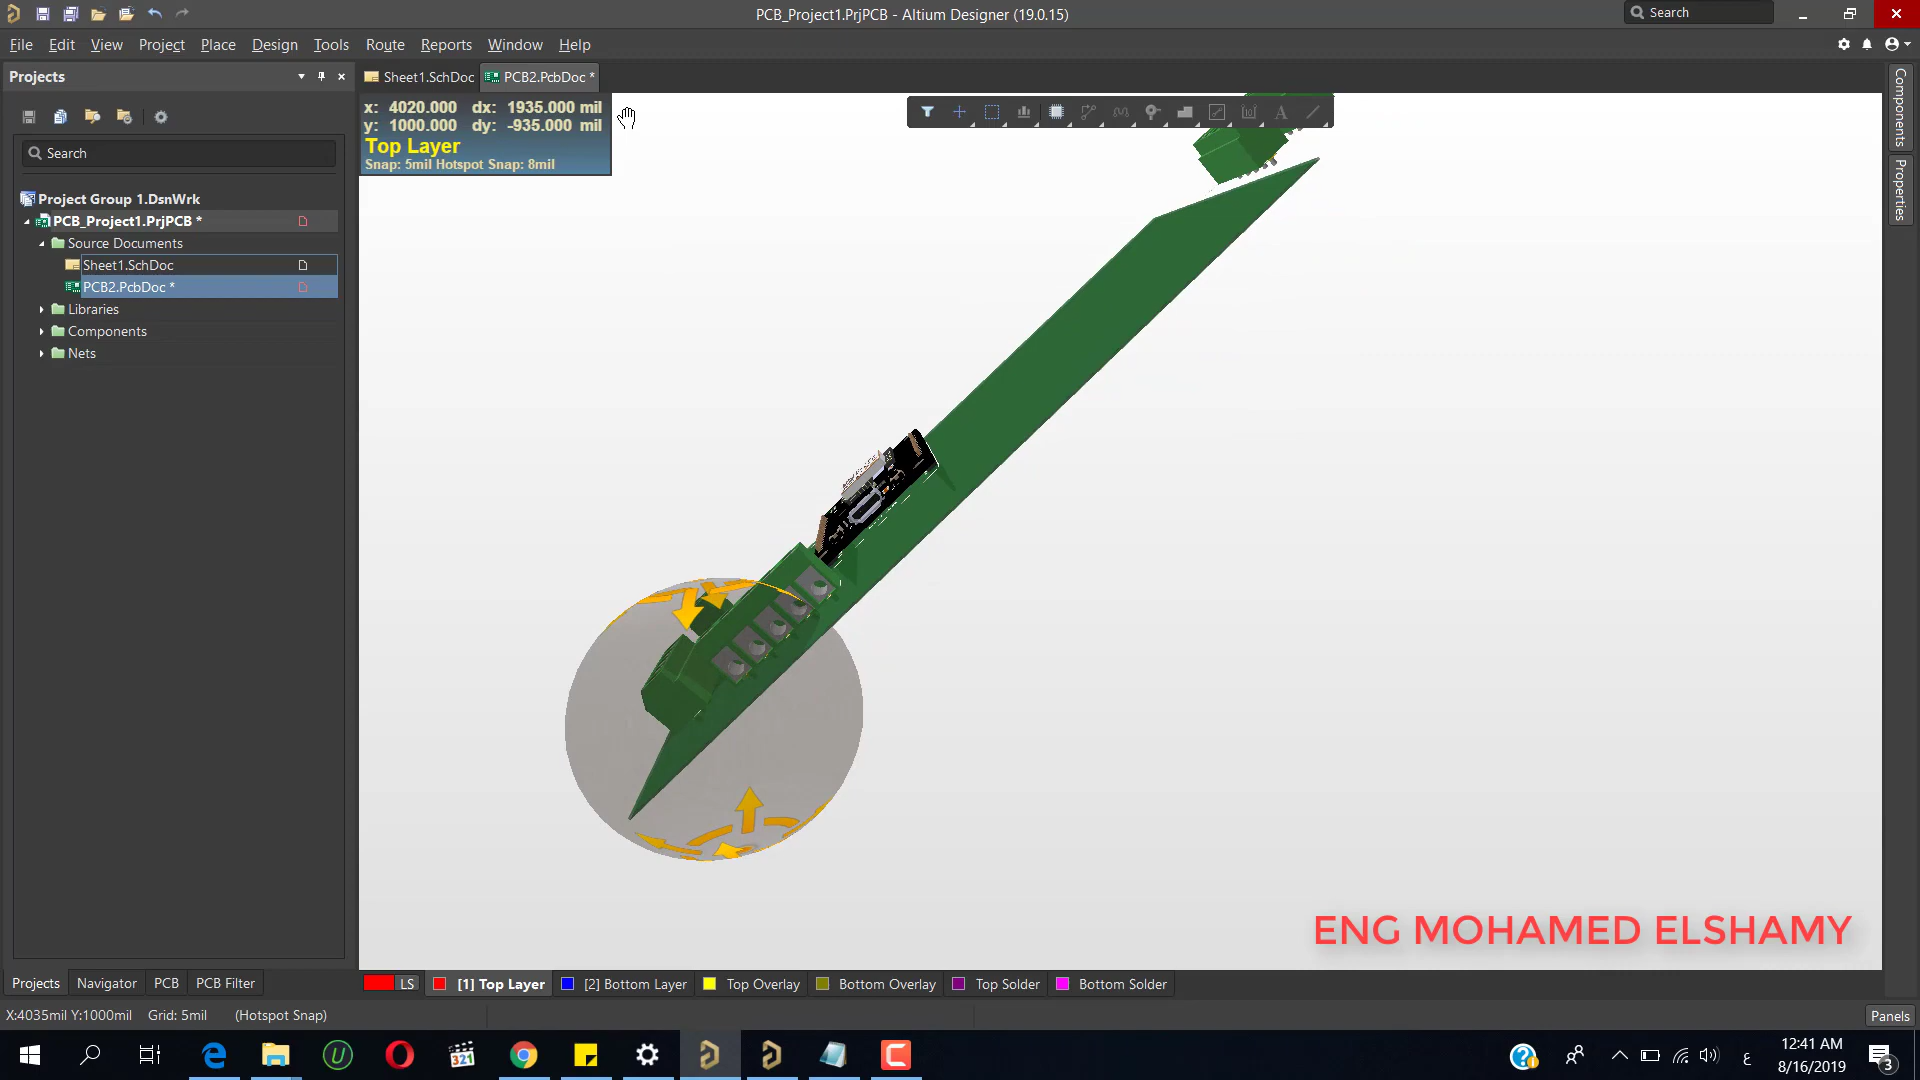 PCB_Project1.PrjPCB - Altium Designer (19.0.15)
Search
File Edit View Project Place Design Tools Route Reports Window Help
Projects
Sheet1.SchDoc
PCB2.PcbDoc *
x: 4020.000 dx: 1935.000 mil
y: 1000.000 dy: -935.000 mil
Top Layer
Snap: 5mil Hotspot Snap: 8mil
Search
Project Group 1.DsnWrk
PCB_Project1.PrjPCB *
Source Documents
Sheet1.SchDoc
PCB2.PcbDoc *
Libraries
Components
Nets
Components
Properties
ENG MOHAMED ELSHAMY
Projects Navigator PCB PCB Filter
LS [1] Top Layer [2] Bottom Layer Top Overlay Bottom Overlay Top Solder Bottom Solder
X:4035mil Y:1000mil Grid: 5mil (Hotspot Snap)
Panels
321
ع
12:41 AM
8/16/2019
3